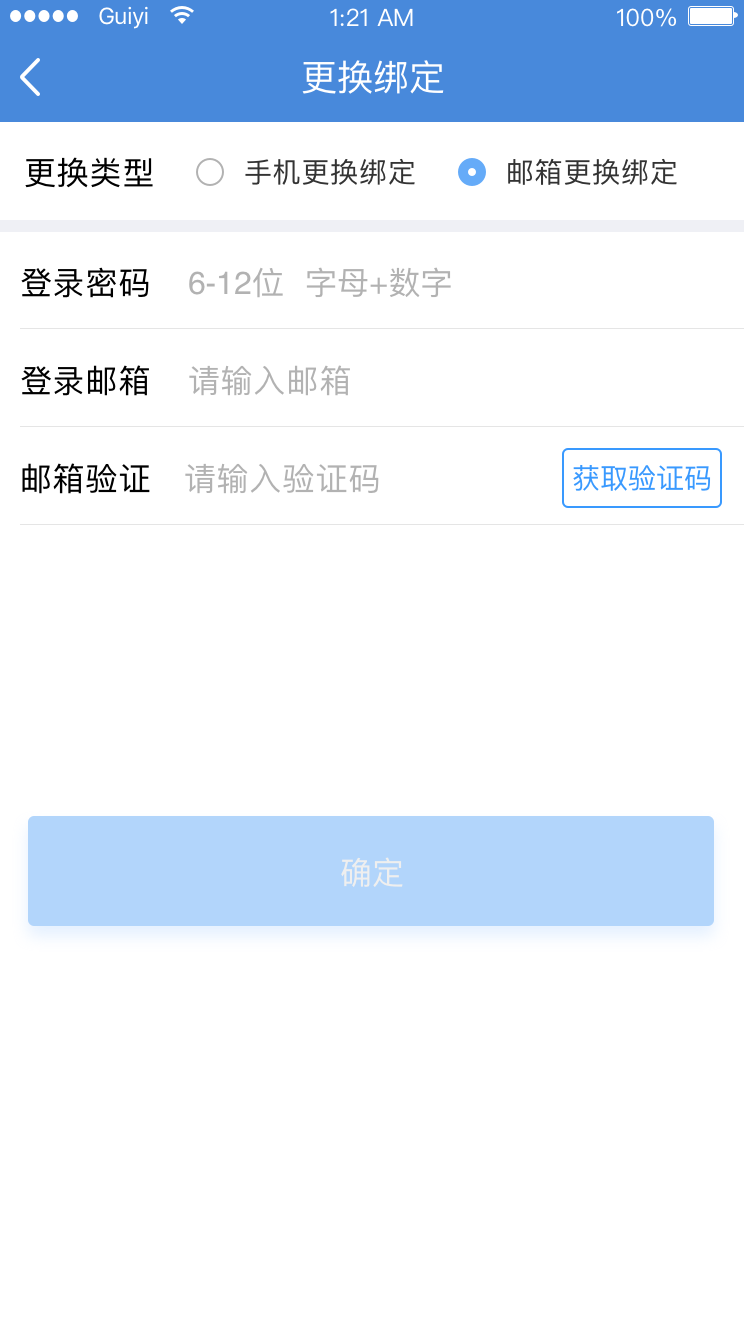 Guiyi 1:21 AM 100%
更换绑定
更换类型 手机更换绑定 邮箱更换绑定
登录密码 6-12位 字母+数字
登录邮箱 请输入邮箱
邮箱验证 请输入验证码 获取验证码
确定